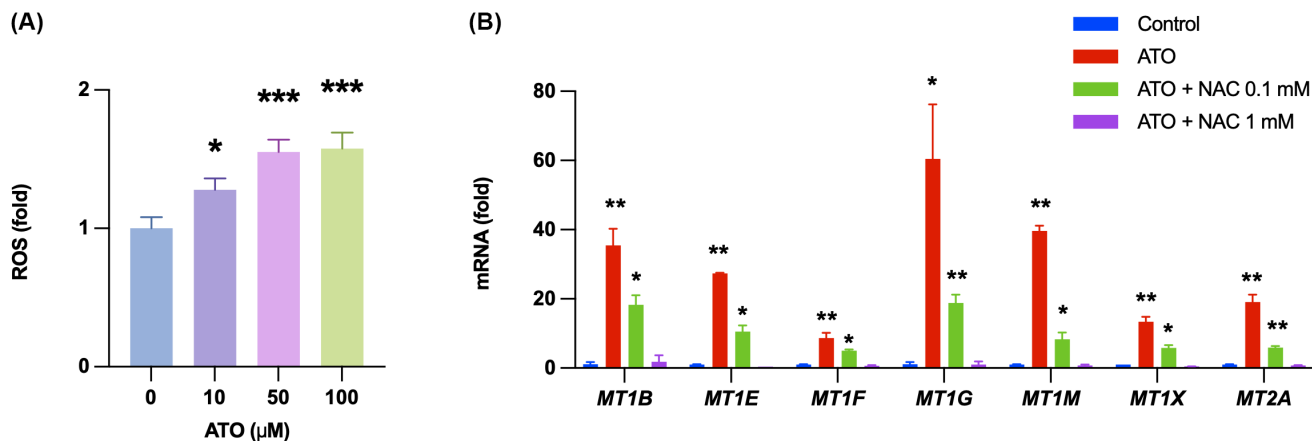 (A)
ROS (fold)
2
1
0
*
***
***
0 10 50 100
ATO (µM)
(B)
Control
ATO
ATO + NAC 0.1 mM
ATO + NAC 1 mM
mRNA (fold)
80
60
40
20
0
** *
** *
** *
* **
** *
** *
** **
MT1B MT1E MT1F MT1G MT1M MT1X MT2A